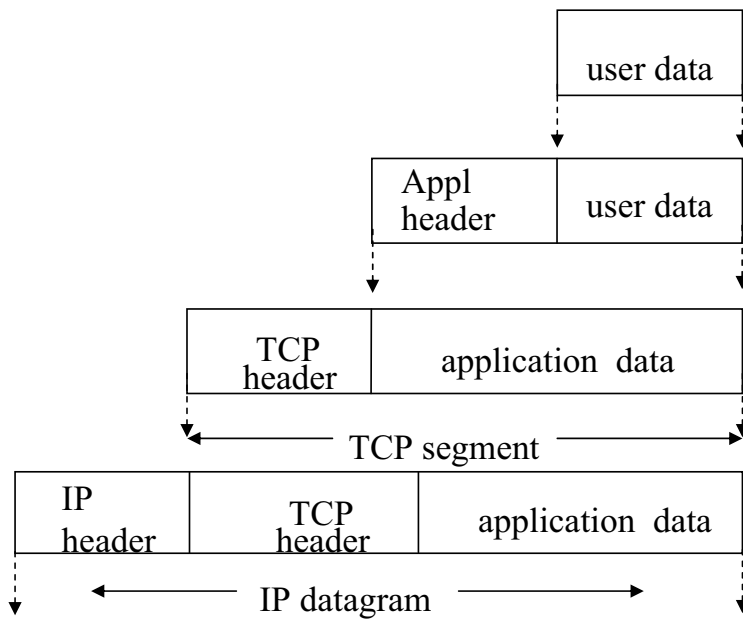 user data
Appl
header
user data
TCP
header
application data
TCP segment
IP
header
TCP
header
application data
IP datagram